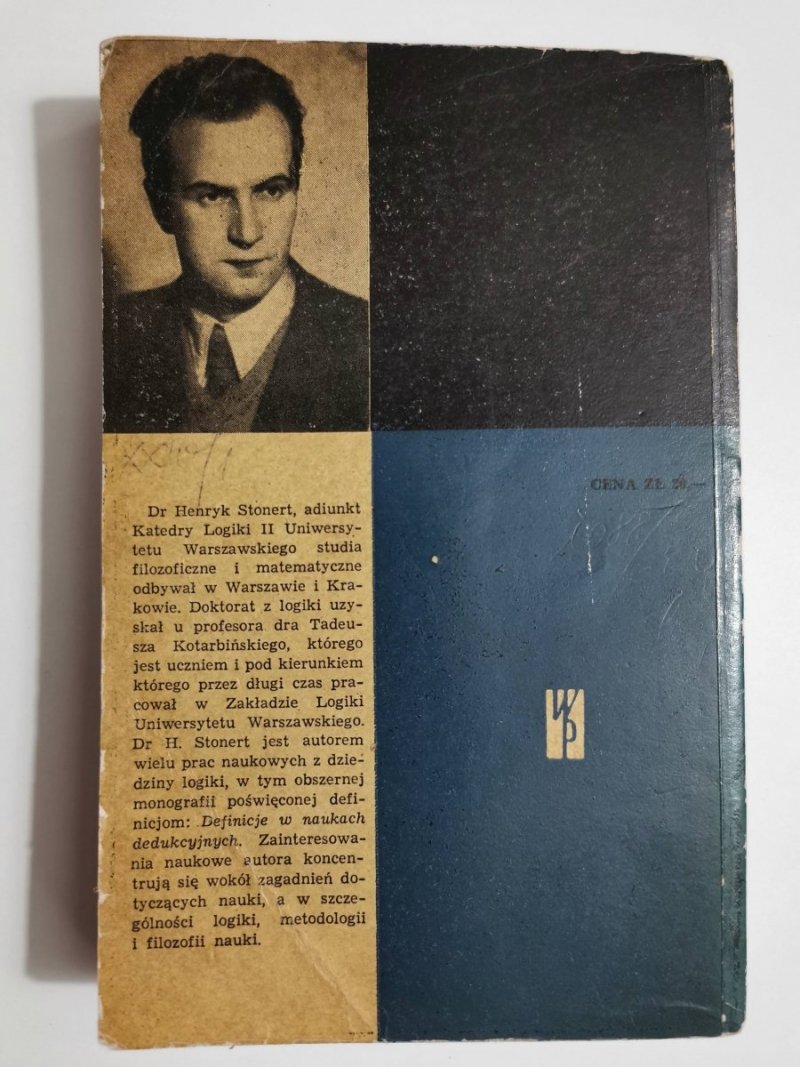 Dr Henryk Stonert, adiunkt
Katedry Logiki II Uniwersy-
tetu Warszawskiego studia
filozoficzne i matematyczne
odbywał w Warszawie i Kra-
kowie. Doktorat z logiki uzy-
skał u profesora dra Tadeu-
sza Kotarbińskiego, którego
jest uczniem i pod kierunkiem
którego przez długi czas pra-
cował w Zakładzie Logiki
Uniwersytetu Warszawskiego.
Dr H. Stonert jest autorem
wielu prac naukowych z dzie-
dziny logiki, w tym obszernej
monografii poświęconej defi-
nicjom: Definicje w naukach
dedukcyjnych. Zainteresowa-
nia naukowe autora koncen-
trują się wokół zagadnień do-
tyczących nauki, a w szcze-
gólności logiki, metodologii
i filozofii nauki.
CENA ZŁ 20.—
WP